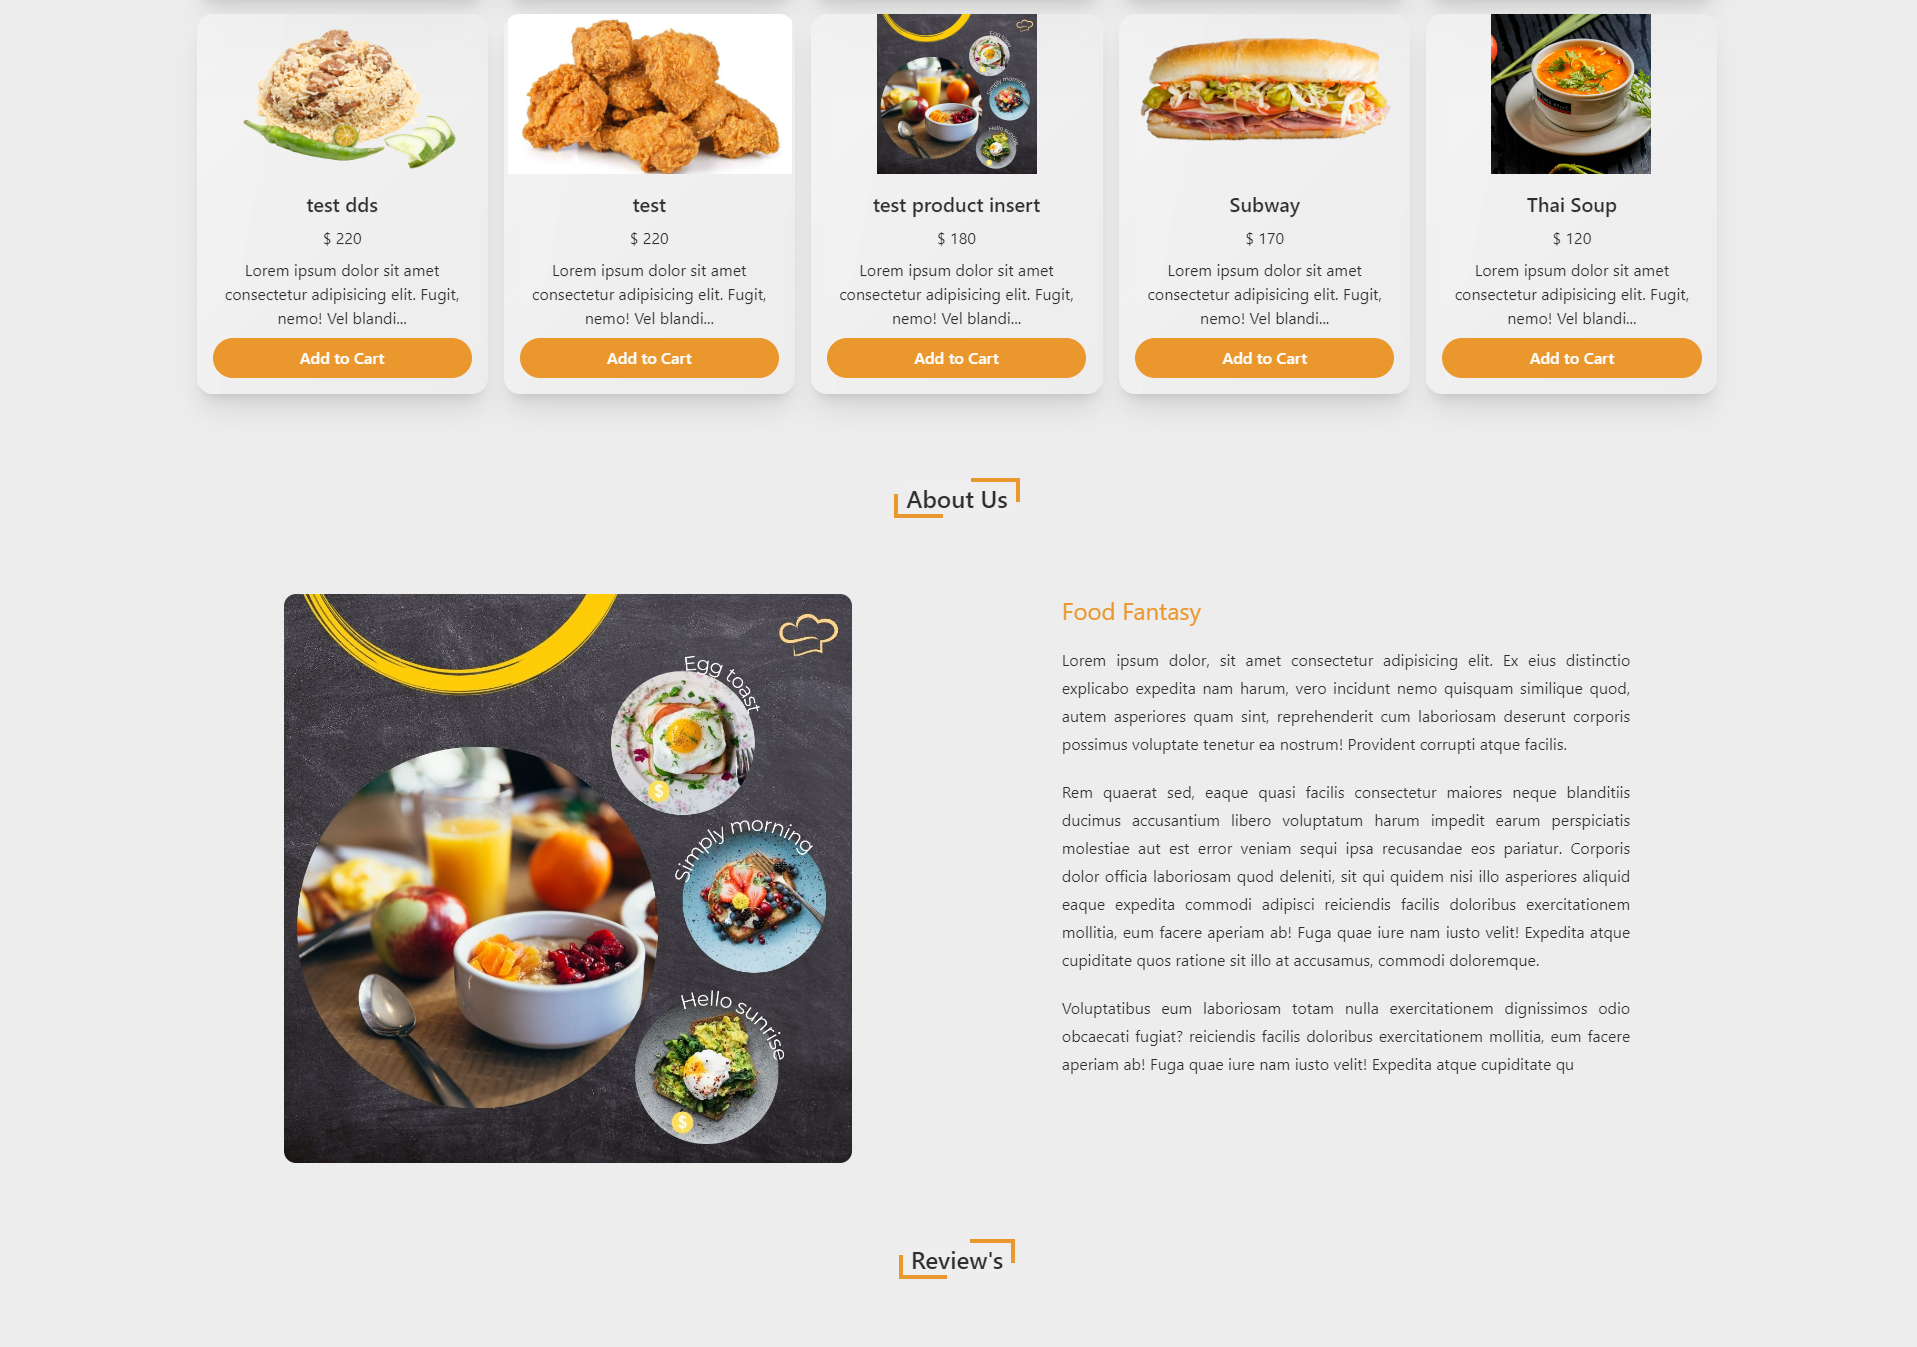 test dds
$ 220
Lorem ipsum dolor sit amet
consectetur adipisicing elit. Fugit,
nemo! Vel blandi...
Add to Cart
test
$ 220
Lorem ipsum dolor sit amet
consectetur adipisicing elit. Fugit,
nemo! Vel blandi...
Add to Cart
Egg toast
Simply morning
Hello sunrise
test product insert
$ 180
Lorem ipsum dolor sit amet
consectetur adipisicing elit. Fugit,
nemo! Vel blandi...
Add to Cart
Subway
$ 170
Lorem ipsum dolor sit amet
consectetur adipisicing elit. Fugit,
nemo! Vel blandi...
Add to Cart
Thai Soup
$ 120
Lorem ipsum dolor sit amet
consectetur adipisicing elit. Fugit,
nemo! Vel blandi...
Add to Cart
About Us
Egg toast
$
Simply morning
Hello sunrise
$
Food Fantasy
Lorem ipsum dolor, sit amet consectetur adipisicing elit. Ex eius distinctio
explicabo expedita nam harum, vero incidunt nemo quisquam similique quod,
autem asperiores quam sint, reprehenderit cum laboriosam deserunt corporis
possimus voluptate tenetur ea nostrum! Provident corrupti atque facilis.
Rem quaerat sed, eaque quasi facilis consectetur maiores neque blanditiis
ducimus accusantium libero voluptatum harum impedit earum perspiciatis
molestiae aut est error veniam sequi ipsa recusandae eos pariatur. Corporis
dolor officia laboriosam quod deleniti, sit qui quidem nisi illo asperiores aliquid
eaque expedita commodi adipisci reiciendis facilis doloribus exercitationem
mollitia, eum facere aperiam ab! Fuga quae iure nam iusto velit! Expedita atque
cupiditate quos ratione sit illo at accusamus, commodi doloremque.
Voluptatibus eum laboriosam totam nulla exercitationem dignissimos odio
obcaecati fugiat? reiciendis facilis doloribus exercitationem mollitia, eum facere
aperiam ab! Fuga quae iure nam iusto velit! Expedita atque cupiditate qu
Review's